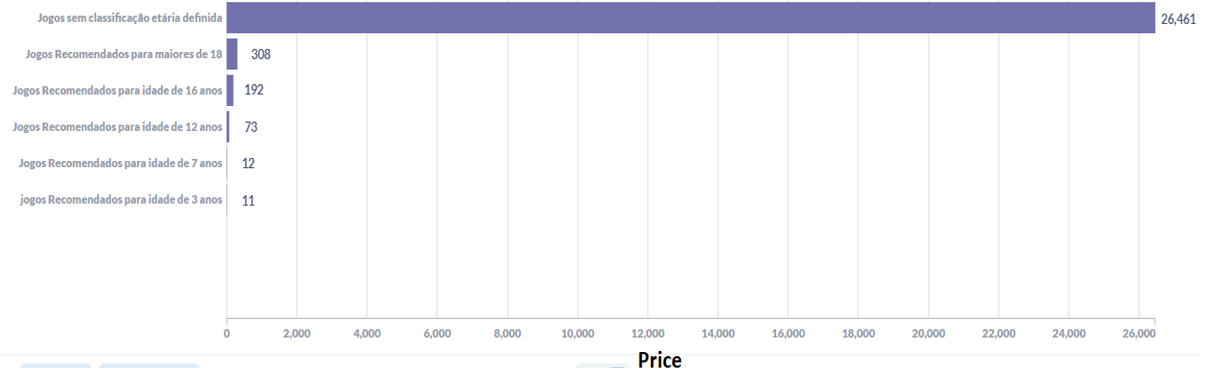 Jogos sem classificação etária definida 26,461
Jogos Recomendados para maiores de 18 308
Jogos Recomendados para idade de 16 anos 192
Jogos Recomendados para idade de 12 anos 73
Jogos Recomendados para idade de 7 anos 12
jogos Recomendados para idade de 3 anos 11
0 2,000 4,000 6,000 8,000 10,000 12,000 14,000 16,000 18,000 20,000 22,000 24,000 26,000
Price